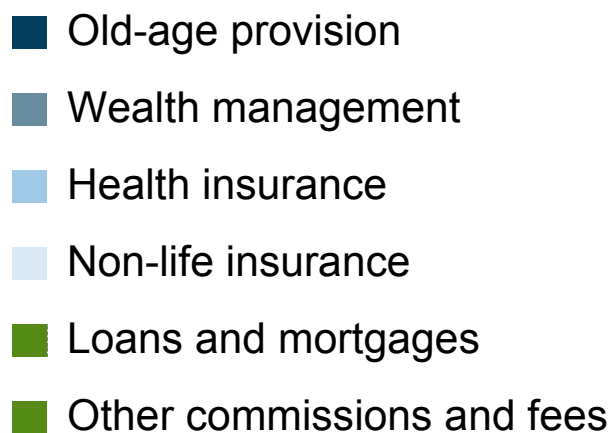 Old-age provision
Wealth management
Health insurance
Non-life insurance
Loans and mortgages
Other commissions and fees